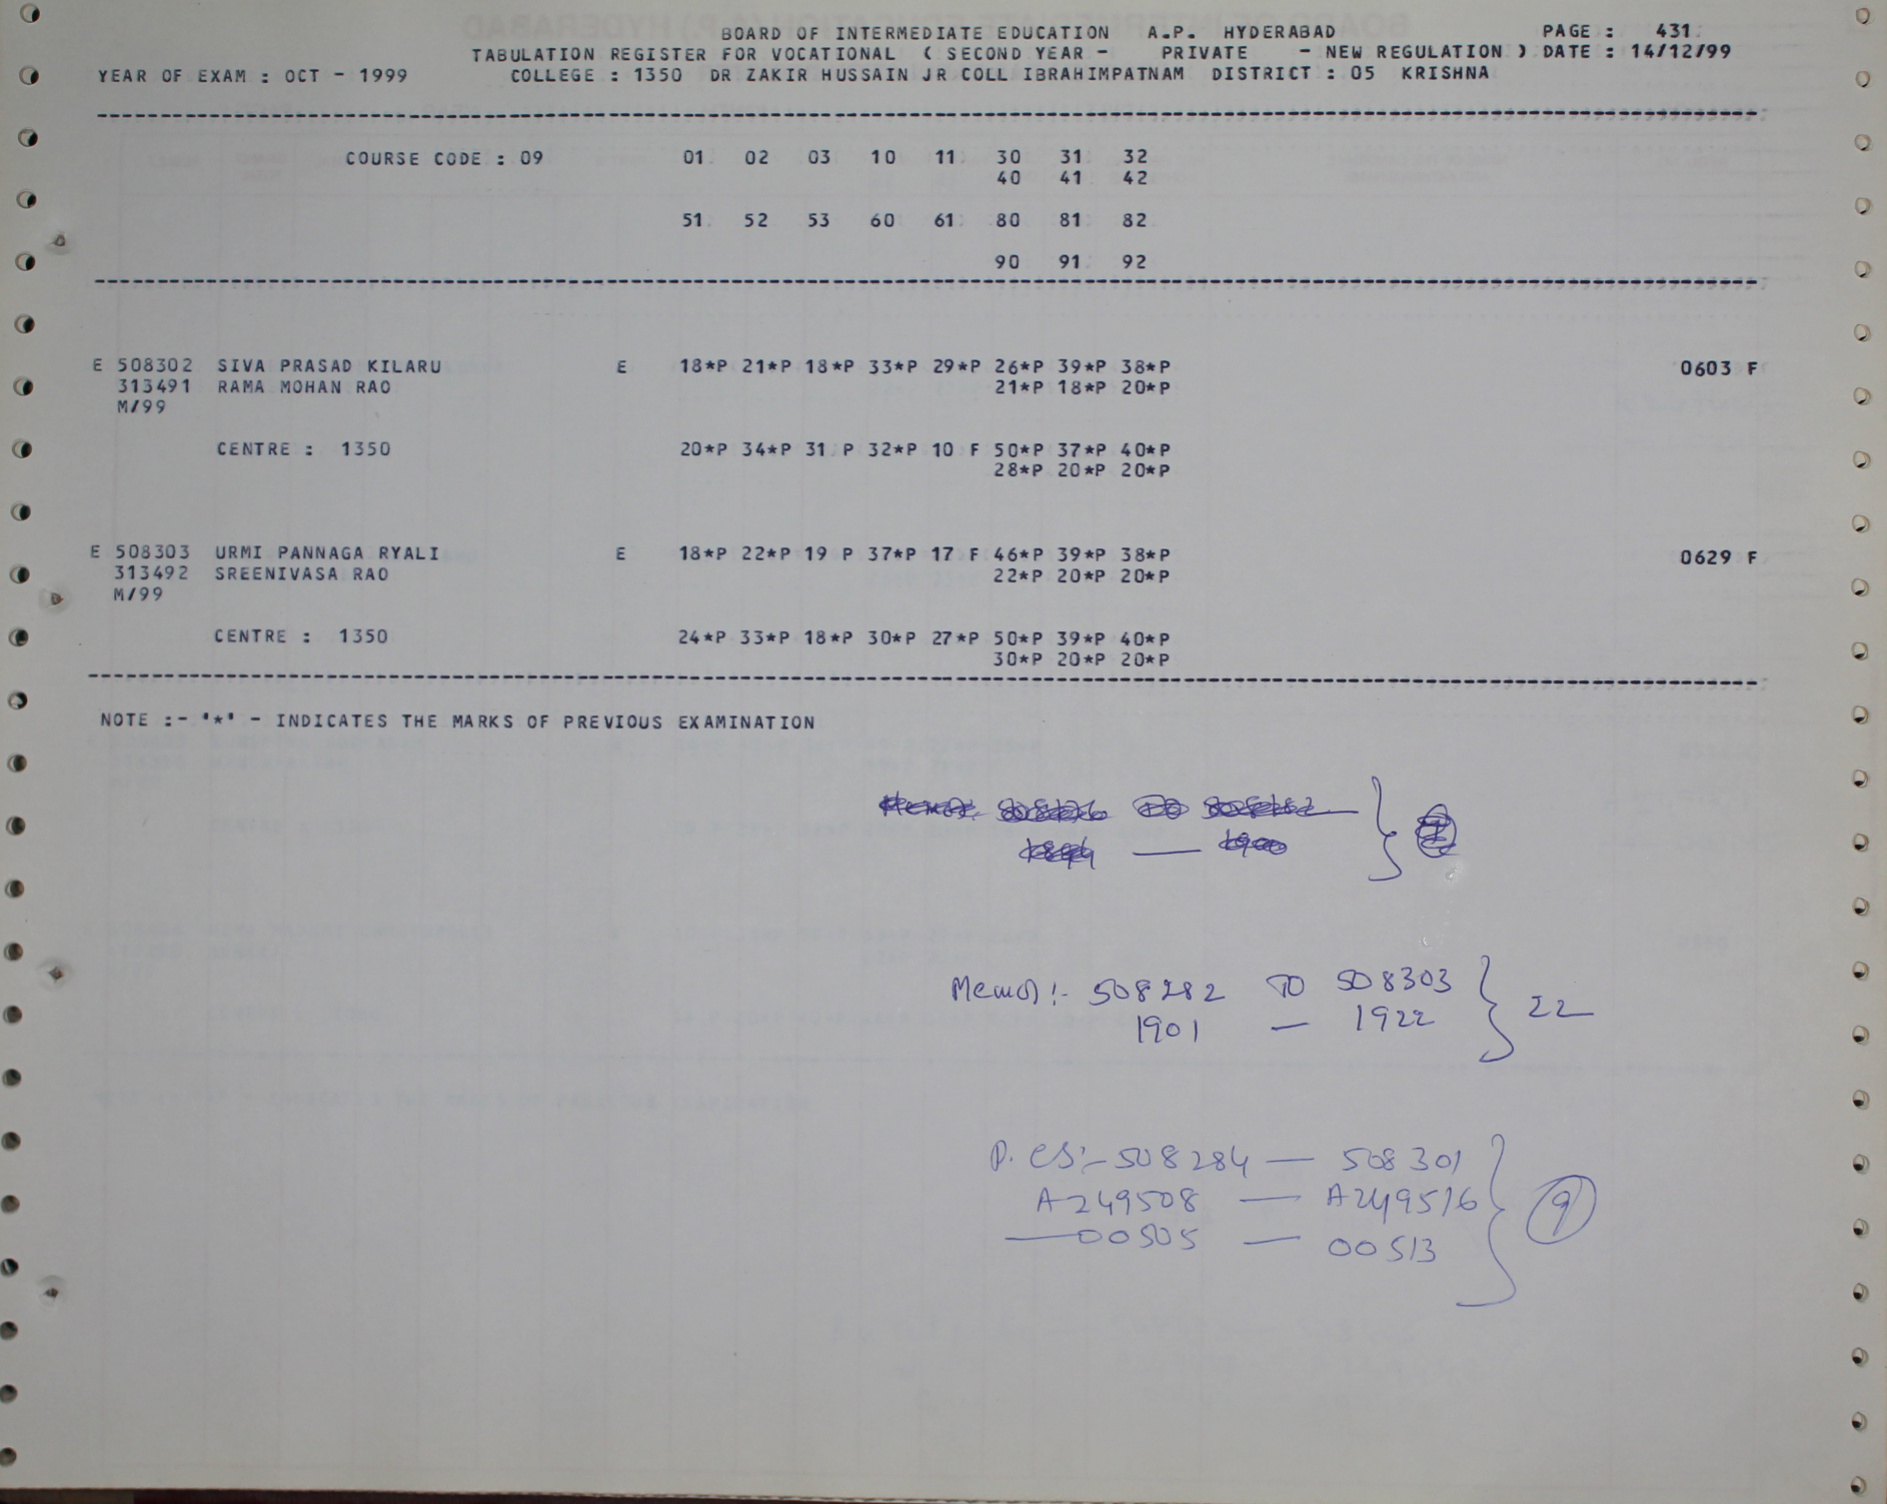 BOARD OF INTERMEDIATE EDUCATION A.P. HYDERABAD PAGE : 431
TABULATION REGISTER FOR VOCATIONAL ( SECOND YEAR - PRIVATE - NEW REGULATION ) DATE : 14/12/99
YEAR OF EXAM : OCT - 1999 COLLEGE : 1350 DR ZAKIR HUSSAIN JR COLL IBRAHIMPATNAM DISTRICT : 05 KRISHNA
COURSE CODE : 09 01 02 03 10 11 30 31 32
40 41 42
51 52 53 60 61 80 81 82
90 91 92
E 508302 SIVA PRASAD KILARU E 18*P 21*P 18*P 33*P 29*P 26*P 39*P 38*P 0603 F
313491 RAMA MOHAN RAO 21*P 18*P 20*P
M/99
CENTRE : 1350 20*P 34*P 31 P 32*P 10 F 50*P 37*P 40*P
28*P 20*P 20*P
E 508303 URMI PANNAGA RYALI E 18*P 22*P 19 P 37*P 17 F 46*P 39*P 38*P 0629 F
313492 SREENIVASA RAO 22*P 20*P 20*P
M/99
CENTRE : 1350 24*P 33*P 18*P 30*P 27*P 50*P 39*P 40*P
30*P 20*P 20*P
NOTE :- '*' - INDICATES THE MARKS OF PREVIOUS EXAMINATION
508282 TO 508303
1901 — 1922 } 22
P. CS:- 508284 — 508301
A249508 — A249516 } 9
—00505 — 00513